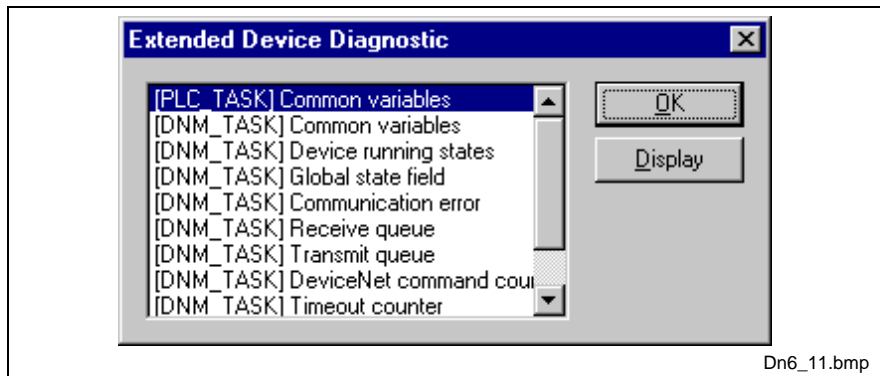 Extended Device Diagnostic
[PLC_TASK] Common variables
[DNM_TASK] Common variables
[DNM_TASK] Device running states
[DNM_TASK] Global state field
[DNM_TASK] Communication error
[DNM_TASK] Receive queue
[DNM_TASK] Transmit queue
[DNM_TASK] DeviceNet command cou
[DNM_TASK] Timeout counter
OK
Display
Dn6_11.bmp